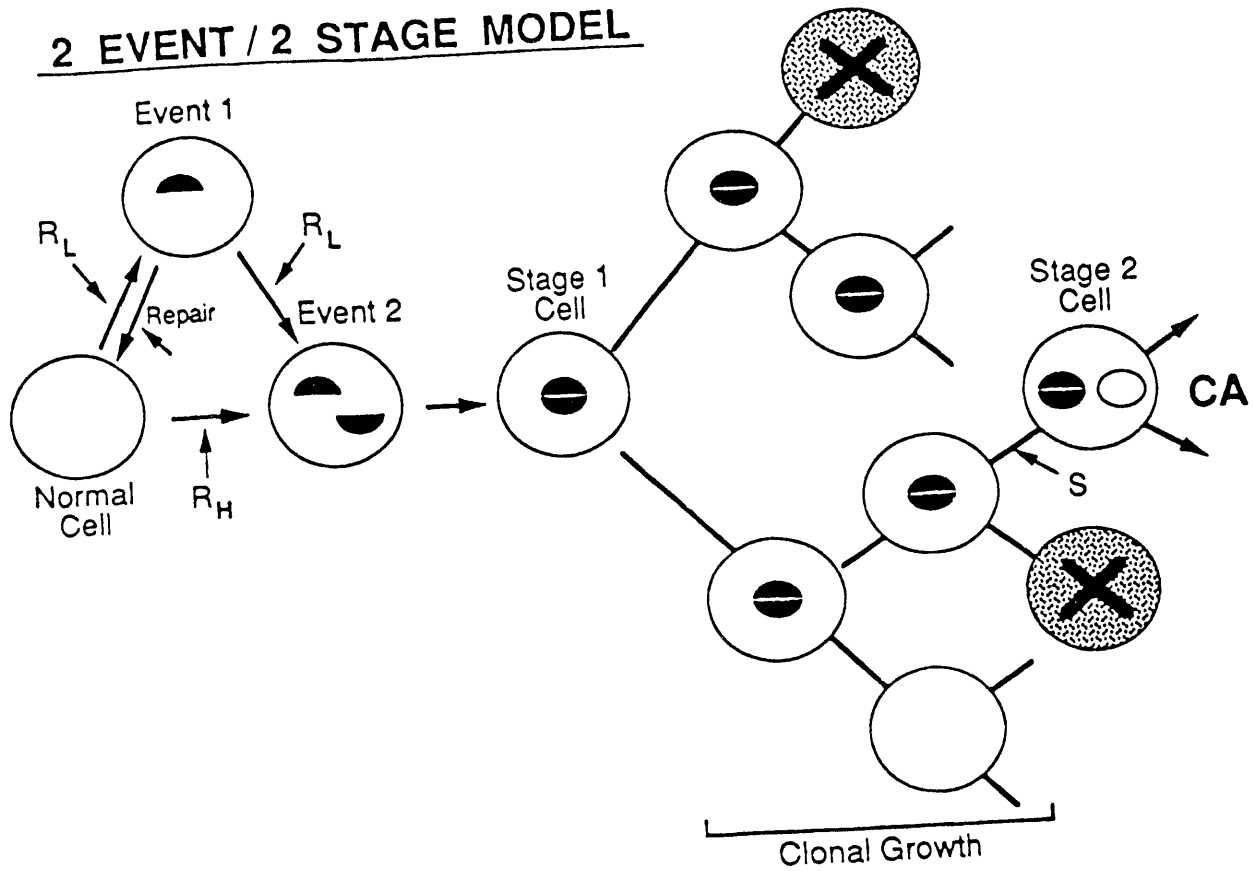 2 EVENT / 2 STAGE MODEL
Event 1
R_L
R_L
Repair
Event 2
Normal
Cell
R_H
Stage 1
Cell
Stage 2
Cell
CA
S
Clonal Growth